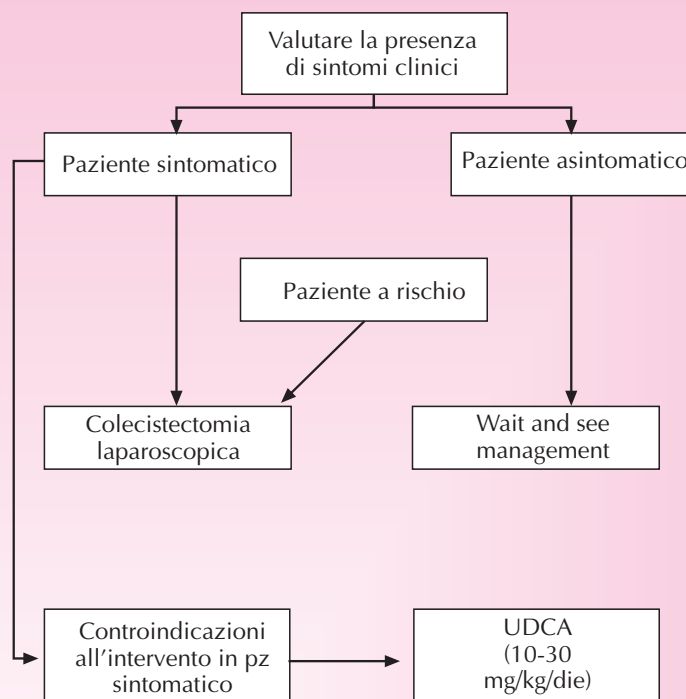 Valutare la presenza
di sintomi clinici
Paziente sintomatico
Paziente asintomatico
Paziente a rischio
Colecistectomia
laparoscopica
Wait and see
management
Controindicazioni
all'intervento in pz
sintomatico
UDCA
(10-30
mg/kg/die)